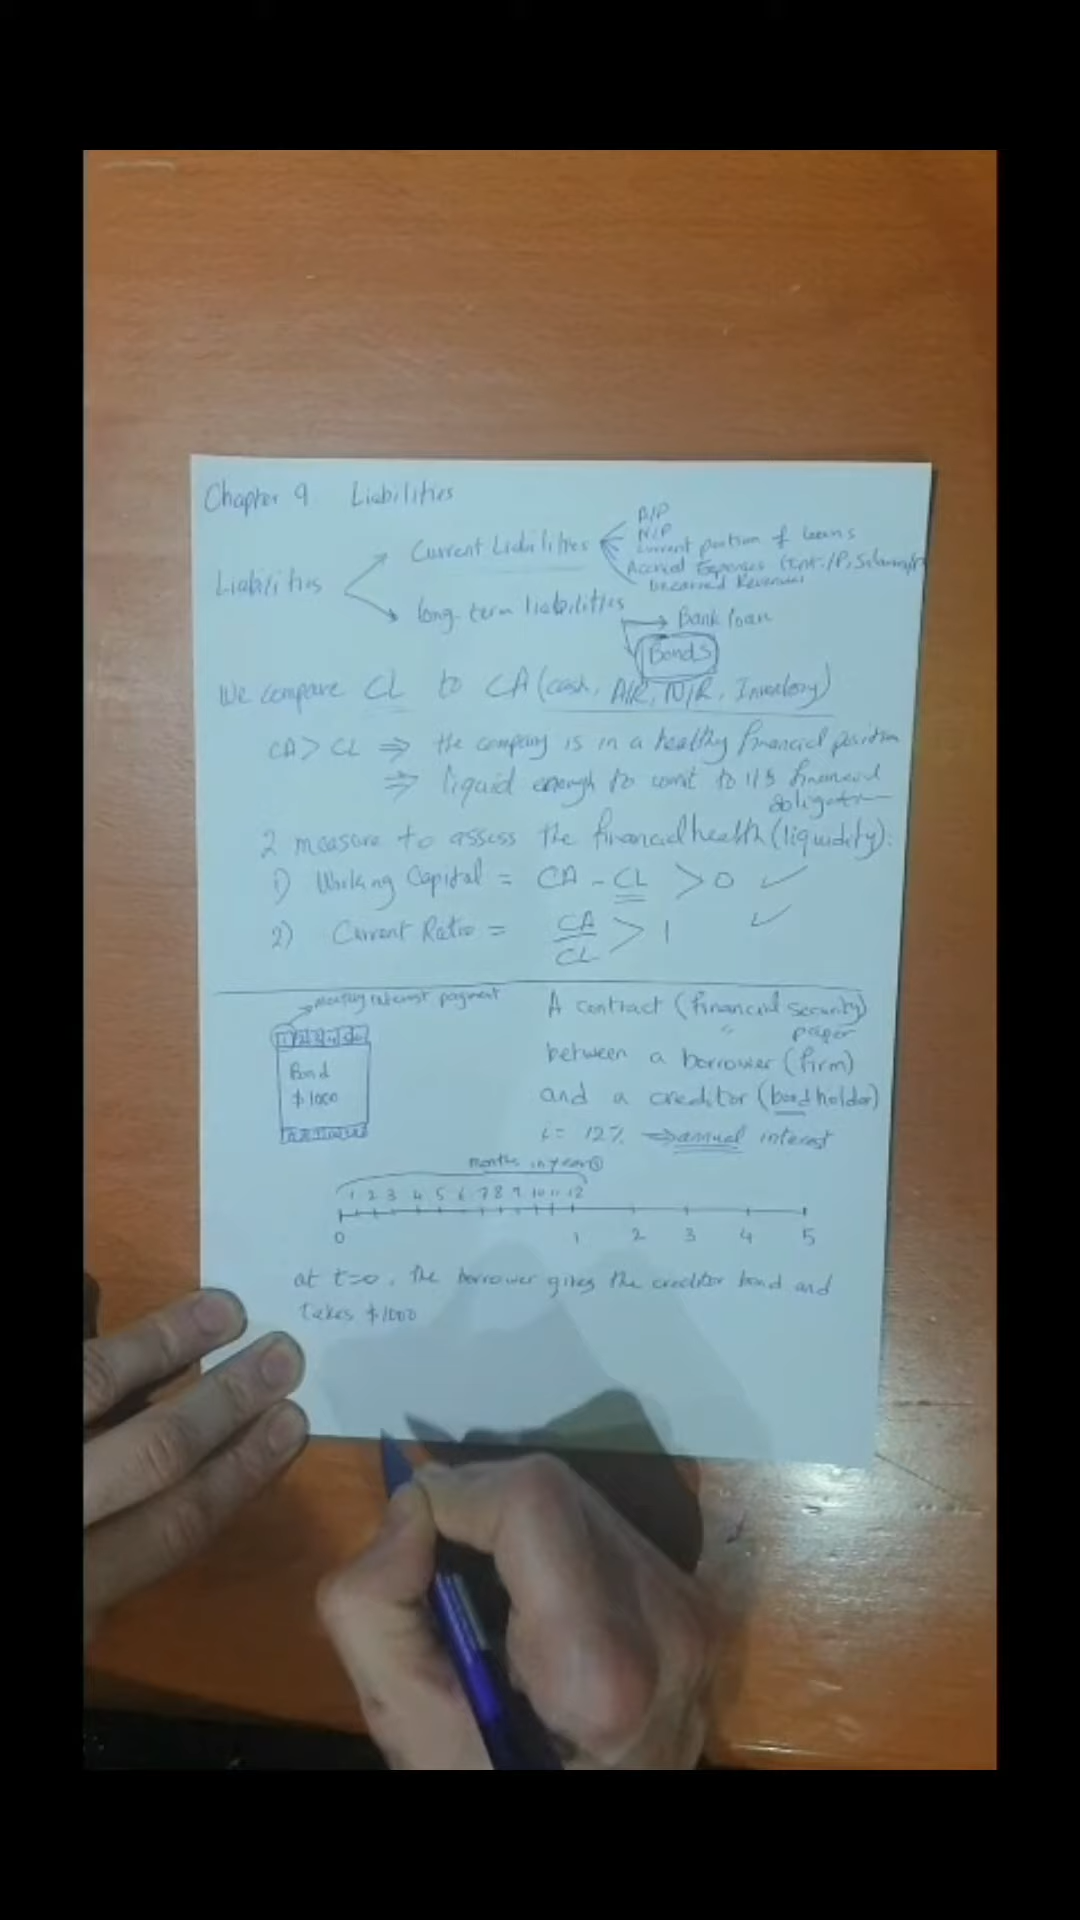 Chapter 9 Liabilities
Liabilities
Current Liabilities
A/P
N/P
Current portion of loans
Accrued Expenses (Int./P, Salaries/P
Unearned Revenues
long-term liabilities
Bank loan
Bonds
We compare CL to CA (cash, A/R, N/R, Inventory)
CA > CL ⇒ the company is in a healthy financial position
⇒ liquid enough to comit to its financial
obligation
2 measure to assess the financial health (liquidity):
1) Working Capital = CA - CL > 0 ✓
2) Current Ratio = CA/CL > 1 ✓
monthly interest payment
Bond
$1000
A contract (financial security)
paper
between a borrower (firm)
and a creditor (bondholder)
i = 12% ⇒ annual interest
months in year ①
1 2 3 4 5 6 7 8 9 10 11 12
0 1 2 3 4 5
at t=0, the borrower gives the creditor bond and
takes $1000